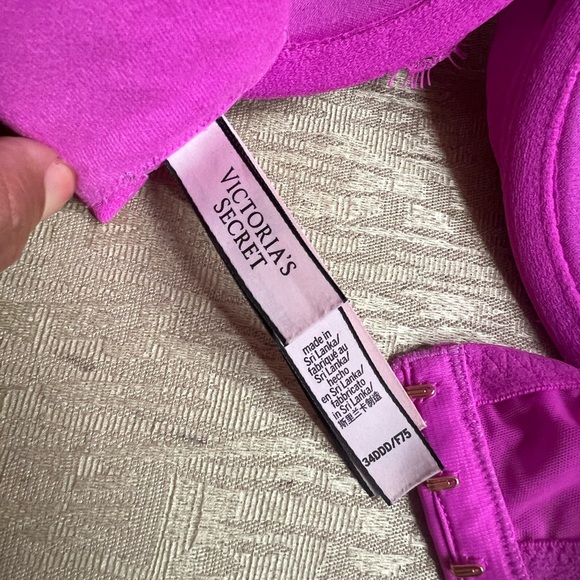 VICTORIA'S
SECRET
made in
Sri Lanka/
fabriqué au
Sri Lanka/
hecho
en Sri Lanka/
fabbricato
in Sri Lanka/
斯里兰卡制造
34DDD/F75